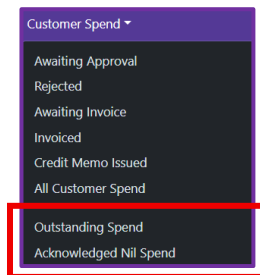 Customer Spend
Awaiting Approval
Rejected
Awaiting Invoice
Invoiced
Credit Memo Issued
All Customer Spend
Outstanding Spend
Acknowledged Nil Spend